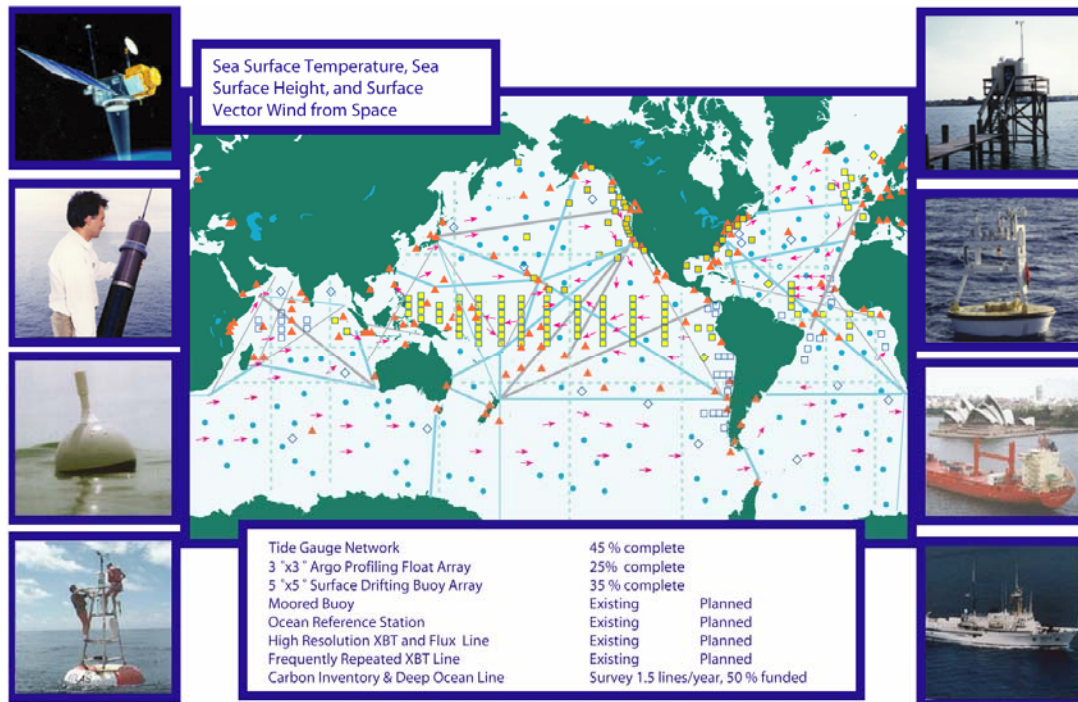 Sea Surface Temperature, Sea
Surface Height, and Surface
Vector Wind from Space
Tide Gauge Network 45 % complete
3 ˚x3 ˚ Argo Profiling Float Array 25% complete
5 ˚x5 ˚ Surface Drifting Buoy Array 35 % complete
Moored Buoy Existing Planned
Ocean Reference Station Existing Planned
High Resolution XBT and Flux Line Existing Planned
Frequently Repeated XBT Line Existing Planned
Carbon Inventory & Deep Ocean Line Survey 1.5 lines/year, 50 % funded